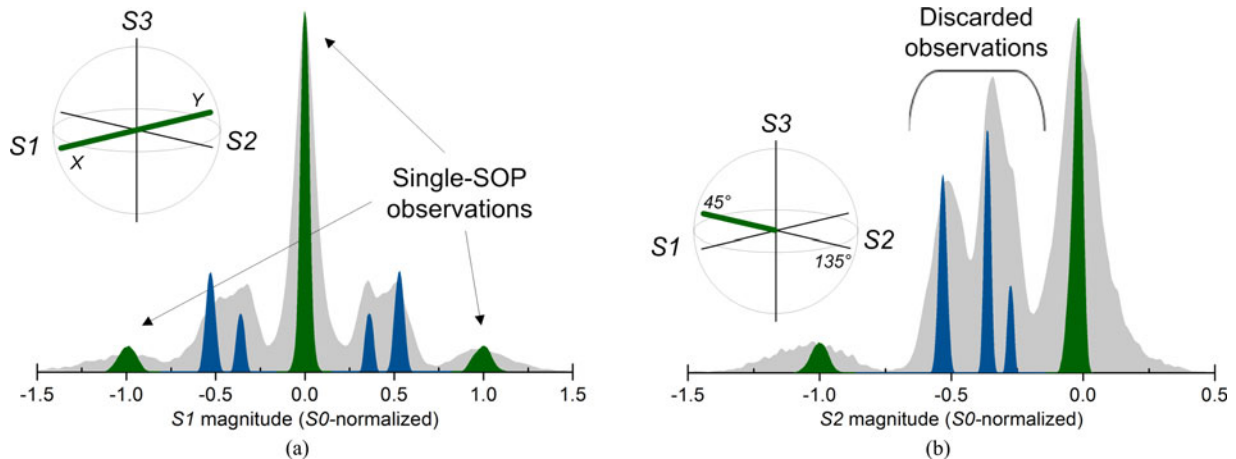 S3
Y
S1
S2
X
Single-SOP
observations
-1.5 -1.0 -0.5 0.0 0.5 1.0 1.5
S1 magnitude (S0-normalized)
(a)
Discarded
observations
S3
45°
S1
S2
135°
-1.5 -1.0 -0.5 0.0 0.5
S2 magnitude (S0-normalized)
(b)